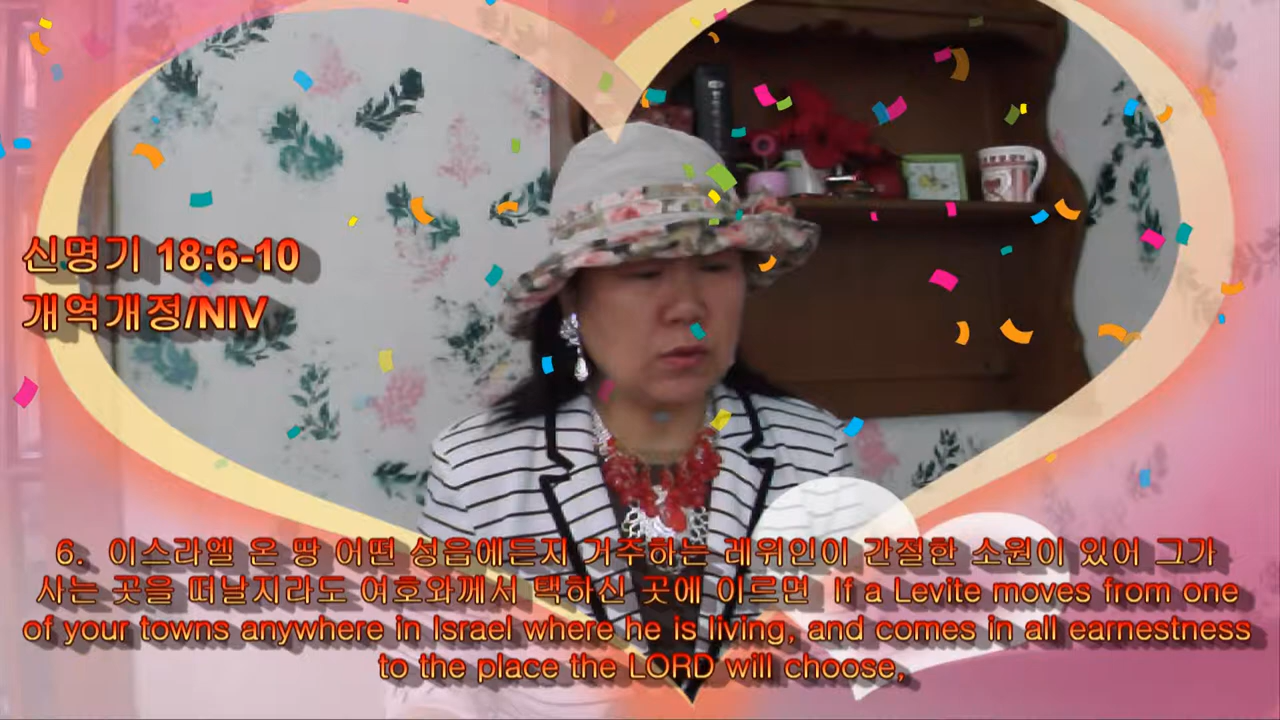 신명기 18:6-10
개역개정/NIV
6. 이스라엘 온 땅 어떤 성읍에든지 거주하는 레위인이 간절한 소원이 있어 그가
사는 곳을 떠날지라도 여호와께서 택하신 곳에 이르면 If a Levite moves from one
of your towns anywhere in Israel where he is living, and comes in all earnestness
to the place the LORD will choose,